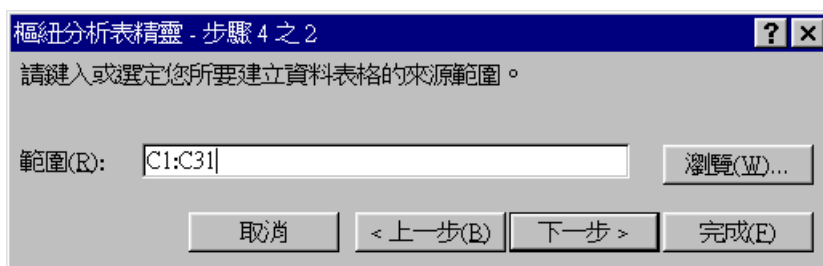 樞紐分析表精靈 - 步驟 4 之 2
請鍵入或選定您所要建立資料表格的來源範圍。
範圍(R): C1:C31 瀏覽(W)...
取消 < 上一步(B) 下一步 > 完成(F)